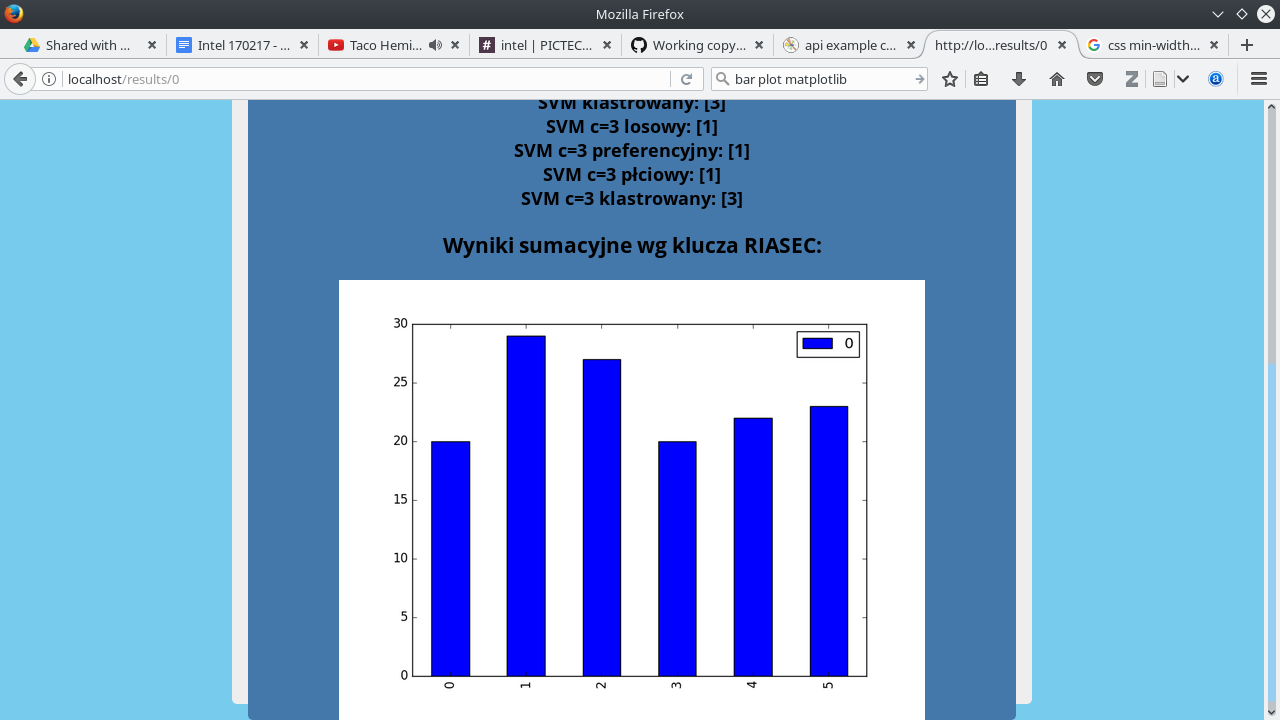 Mozilla Firefox
Shared with ...
Intel 170217 - ...
Taco Hemi...
intel | PICTEC...
Working copy...
api example c...
http://lo...results/0
css min-width...
localhost/results/0
bar plot matplotlib
SVM klastrowany: [3]
SVM c=3 losowy: [1]
SVM c=3 preferencyjny: [1]
SVM c=3 płciowy: [1]
SVM c=3 klastrowany: [3]
Wyniki sumacyjne wg klucza RIASEC:
0
30
25
20
15
10
5
0
0 1 2 3 4 5